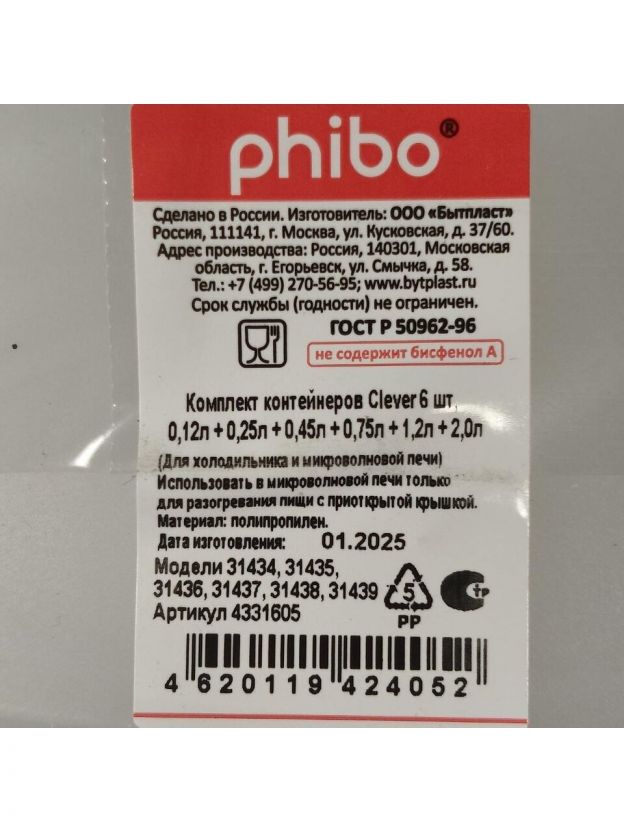 phibo®
Сделано в России. Изготовитель: ООО «Бытпласт»
Россия, 111141, г. Москва, ул. Кусковская, д. 37/60.
Адрес производства: Россия, 140301, Московская
область, г. Егорьевск, ул. Смычка, д. 58.
Тел.: +7 (499) 270-56-95; www.bytplast.ru
Срок службы (годности) не ограничен.
ГОСТ Р 50962-96
не содержит бисфенол А
Комплект контейнеров Clever 6 шт
0,12л + 0,25л + 0,45л + 0,75л + 1,2л + 2,0л
(Для холодильника и микроволновой печи)
Использовать в микроволновой печи только
для разогревания пищи с приоткрытой крышкой.
Материал: полипропилен.
Дата изготовления: 01.2025
Модели 31434, 31435,
31436, 31437, 31438, 31439
Артикул 4331605
5
PP
тр
4 620119 424052